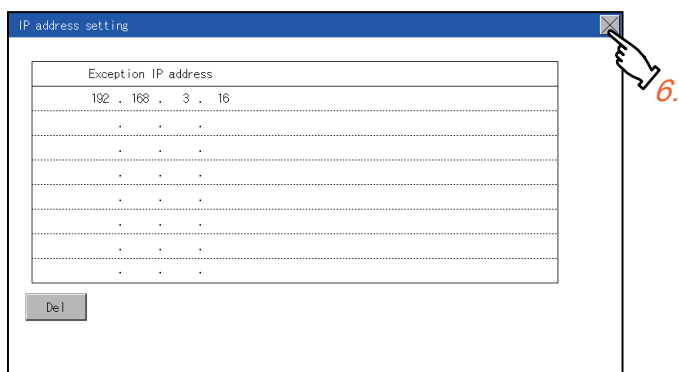 IP address setting
Exception IP address
192 . 168 . 3 . 16
. . .
. . .
. . .
. . .
. . .
. . .
. . .
Del
6.